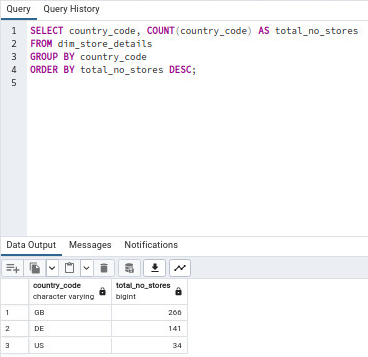 Query Query History
1 SELECT country_code, COUNT(country_code) AS total_no_stores
2 FROM dim_store_details
3 GROUP BY country_code
4 ORDER BY total_no_stores DESC;
5
Data Output Messages Notifications
country_code total_no_stores
character varying bigint
1 GB 266
2 DE 141
3 US 34